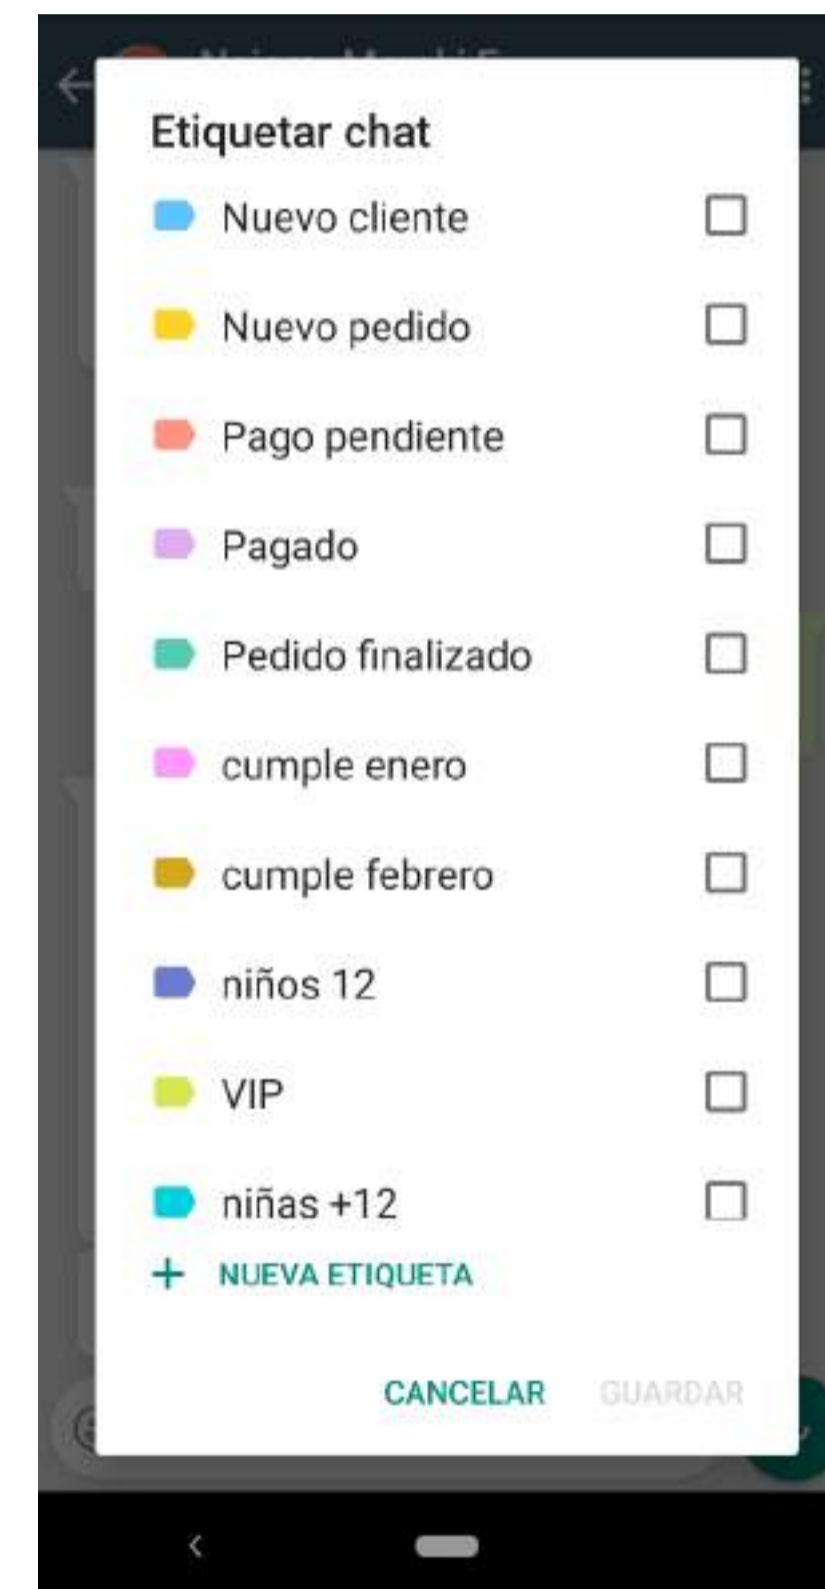 Etiquetar chat
Nuevo cliente
Nuevo pedido
Pago pendiente
Pagado
Pedido finalizado
cumple enero
cumple febrero
niños 12
VIP
niñas +12
+ NUEVA ETIQUETA
CANCELAR GUARDAR